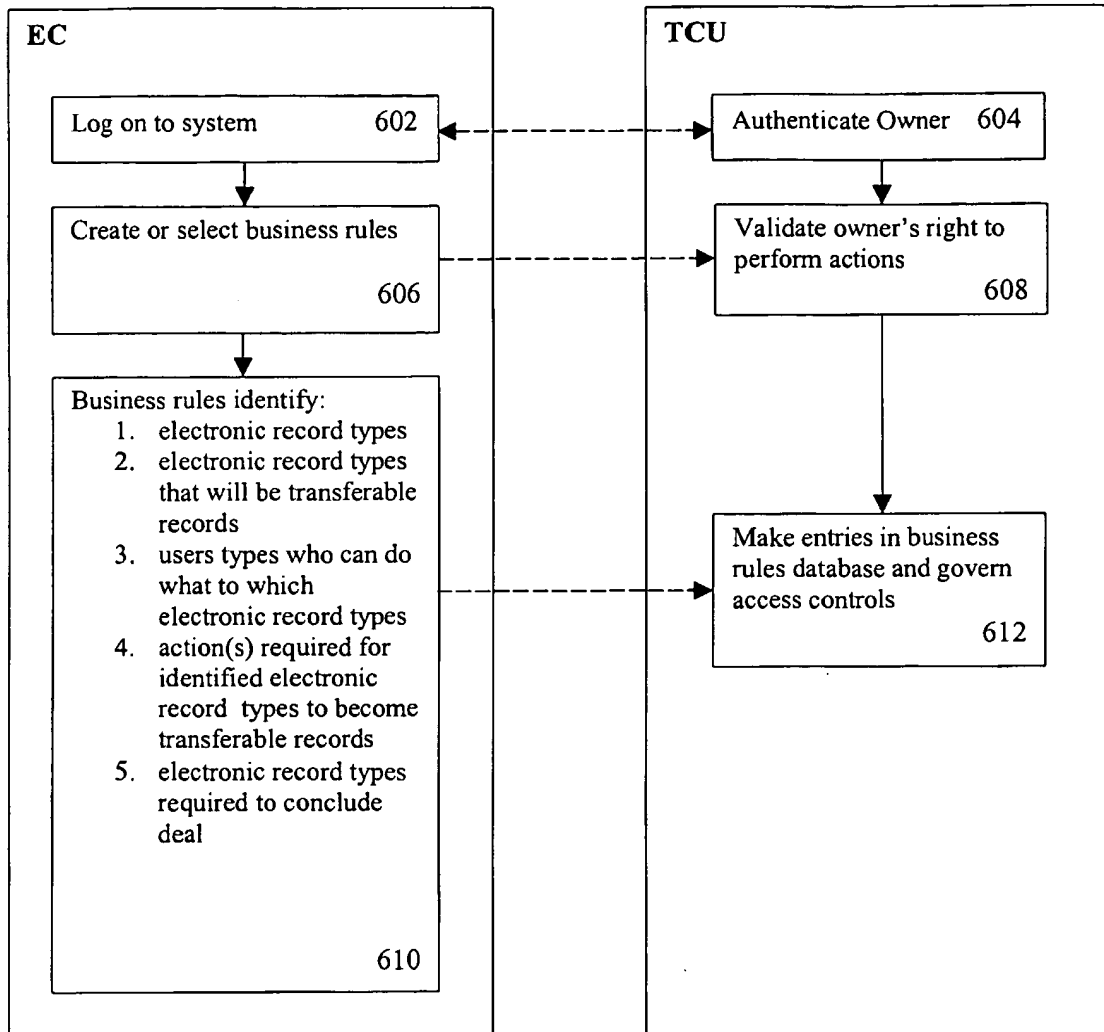 EC
Log on to system 602
Create or select business rules
606
Business rules identify:
1. electronic record types
2. electronic record types
that will be transferable
records
3. users types who can do
what to which
electronic record types
4. action(s) required for
identified electronic
record types to become
transferable records
5. electronic record types
required to conclude
deal
610
TCU
Authenticate Owner 604
Validate owner's right to
perform actions
608
Make entries in business
rules database and govern
access controls
612